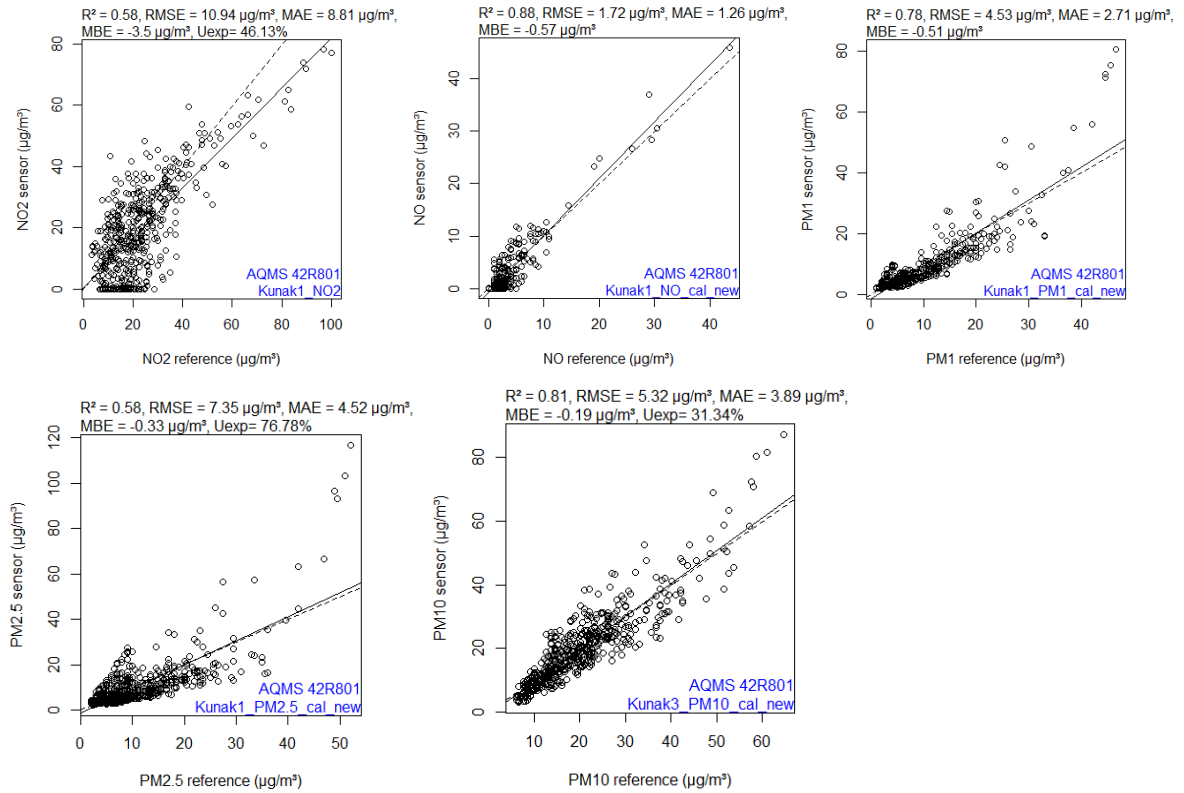 R² = 0.58, RMSE = 10.94 µg/m³, MAE = 8.81 µg/m³,
MBE = -3.5 µg/m³, Uexp = 46.13%
80
60
40
20
0
NO2 sensor (µg/m³)
AQMS 42R801
Kunak1_NO2
0 20 40 60 80 100
NO2 reference (µg/m³)
R² = 0.88, RMSE = 1.72 µg/m³, MAE = 1.26 µg/m³,
MBE = -0.57 µg/m³
40
30
20
10
0
NO sensor (µg/m³)
AQMS 42R801
Kunak1_NO_cal_new
0 10 20 30 40
NO reference (µg/m³)
R² = 0.78, RMSE = 4.53 µg/m³, MAE = 2.71 µg/m³,
MBE = -0.51 µg/m³
80
60
40
20
0
PM1 sensor (µg/m³)
AQMS 42R801
Kunak1_PM1_cal_new
0 10 20 30 40
PM1 reference (µg/m³)
R² = 0.58, RMSE = 7.35 µg/m³, MAE = 4.52 µg/m³,
MBE = -0.33 µg/m³, Uexp= 76.78%
120
100
80
60
40
20
0
PM2.5 sensor (µg/m³)
AQMS 42R801
Kunak1_PM2.5_cal_new
0 10 20 30 40 50
PM2.5 reference (µg/m³)
R² = 0.81, RMSE = 5.32 µg/m³, MAE = 3.89 µg/m³,
MBE = -0.19 µg/m³, Uexp= 31.34%
80
60
40
20
0
PM10 sensor (µg/m³)
AQMS 42R801
Kunak3_PM10_cal_new
10 20 30 40 50 60
PM10 reference (µg/m³)